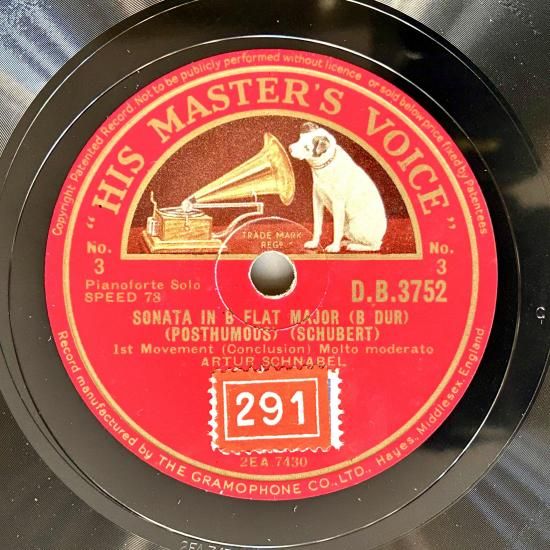 Copyright Patented Record. Not to be publicly performed without licence or sold below price fixed by Patentees
"HIS MASTER'S VOICE"
TRADE MARK
REGD
No. 3
No. 3
Pianoforte Solo
SPEED 78
D.B.3752
SONATA IN B FLAT MAJOR (B DUR)
(POSTHUMOUS) (SCHUBERT)
1st Movement (Conclusion) Molto moderato
ARTUR SCHNABEL
291
2EA.7430
Record manufactured by THE GRAMOPHONE CO., LTD., Hayes, Middlesex, England.